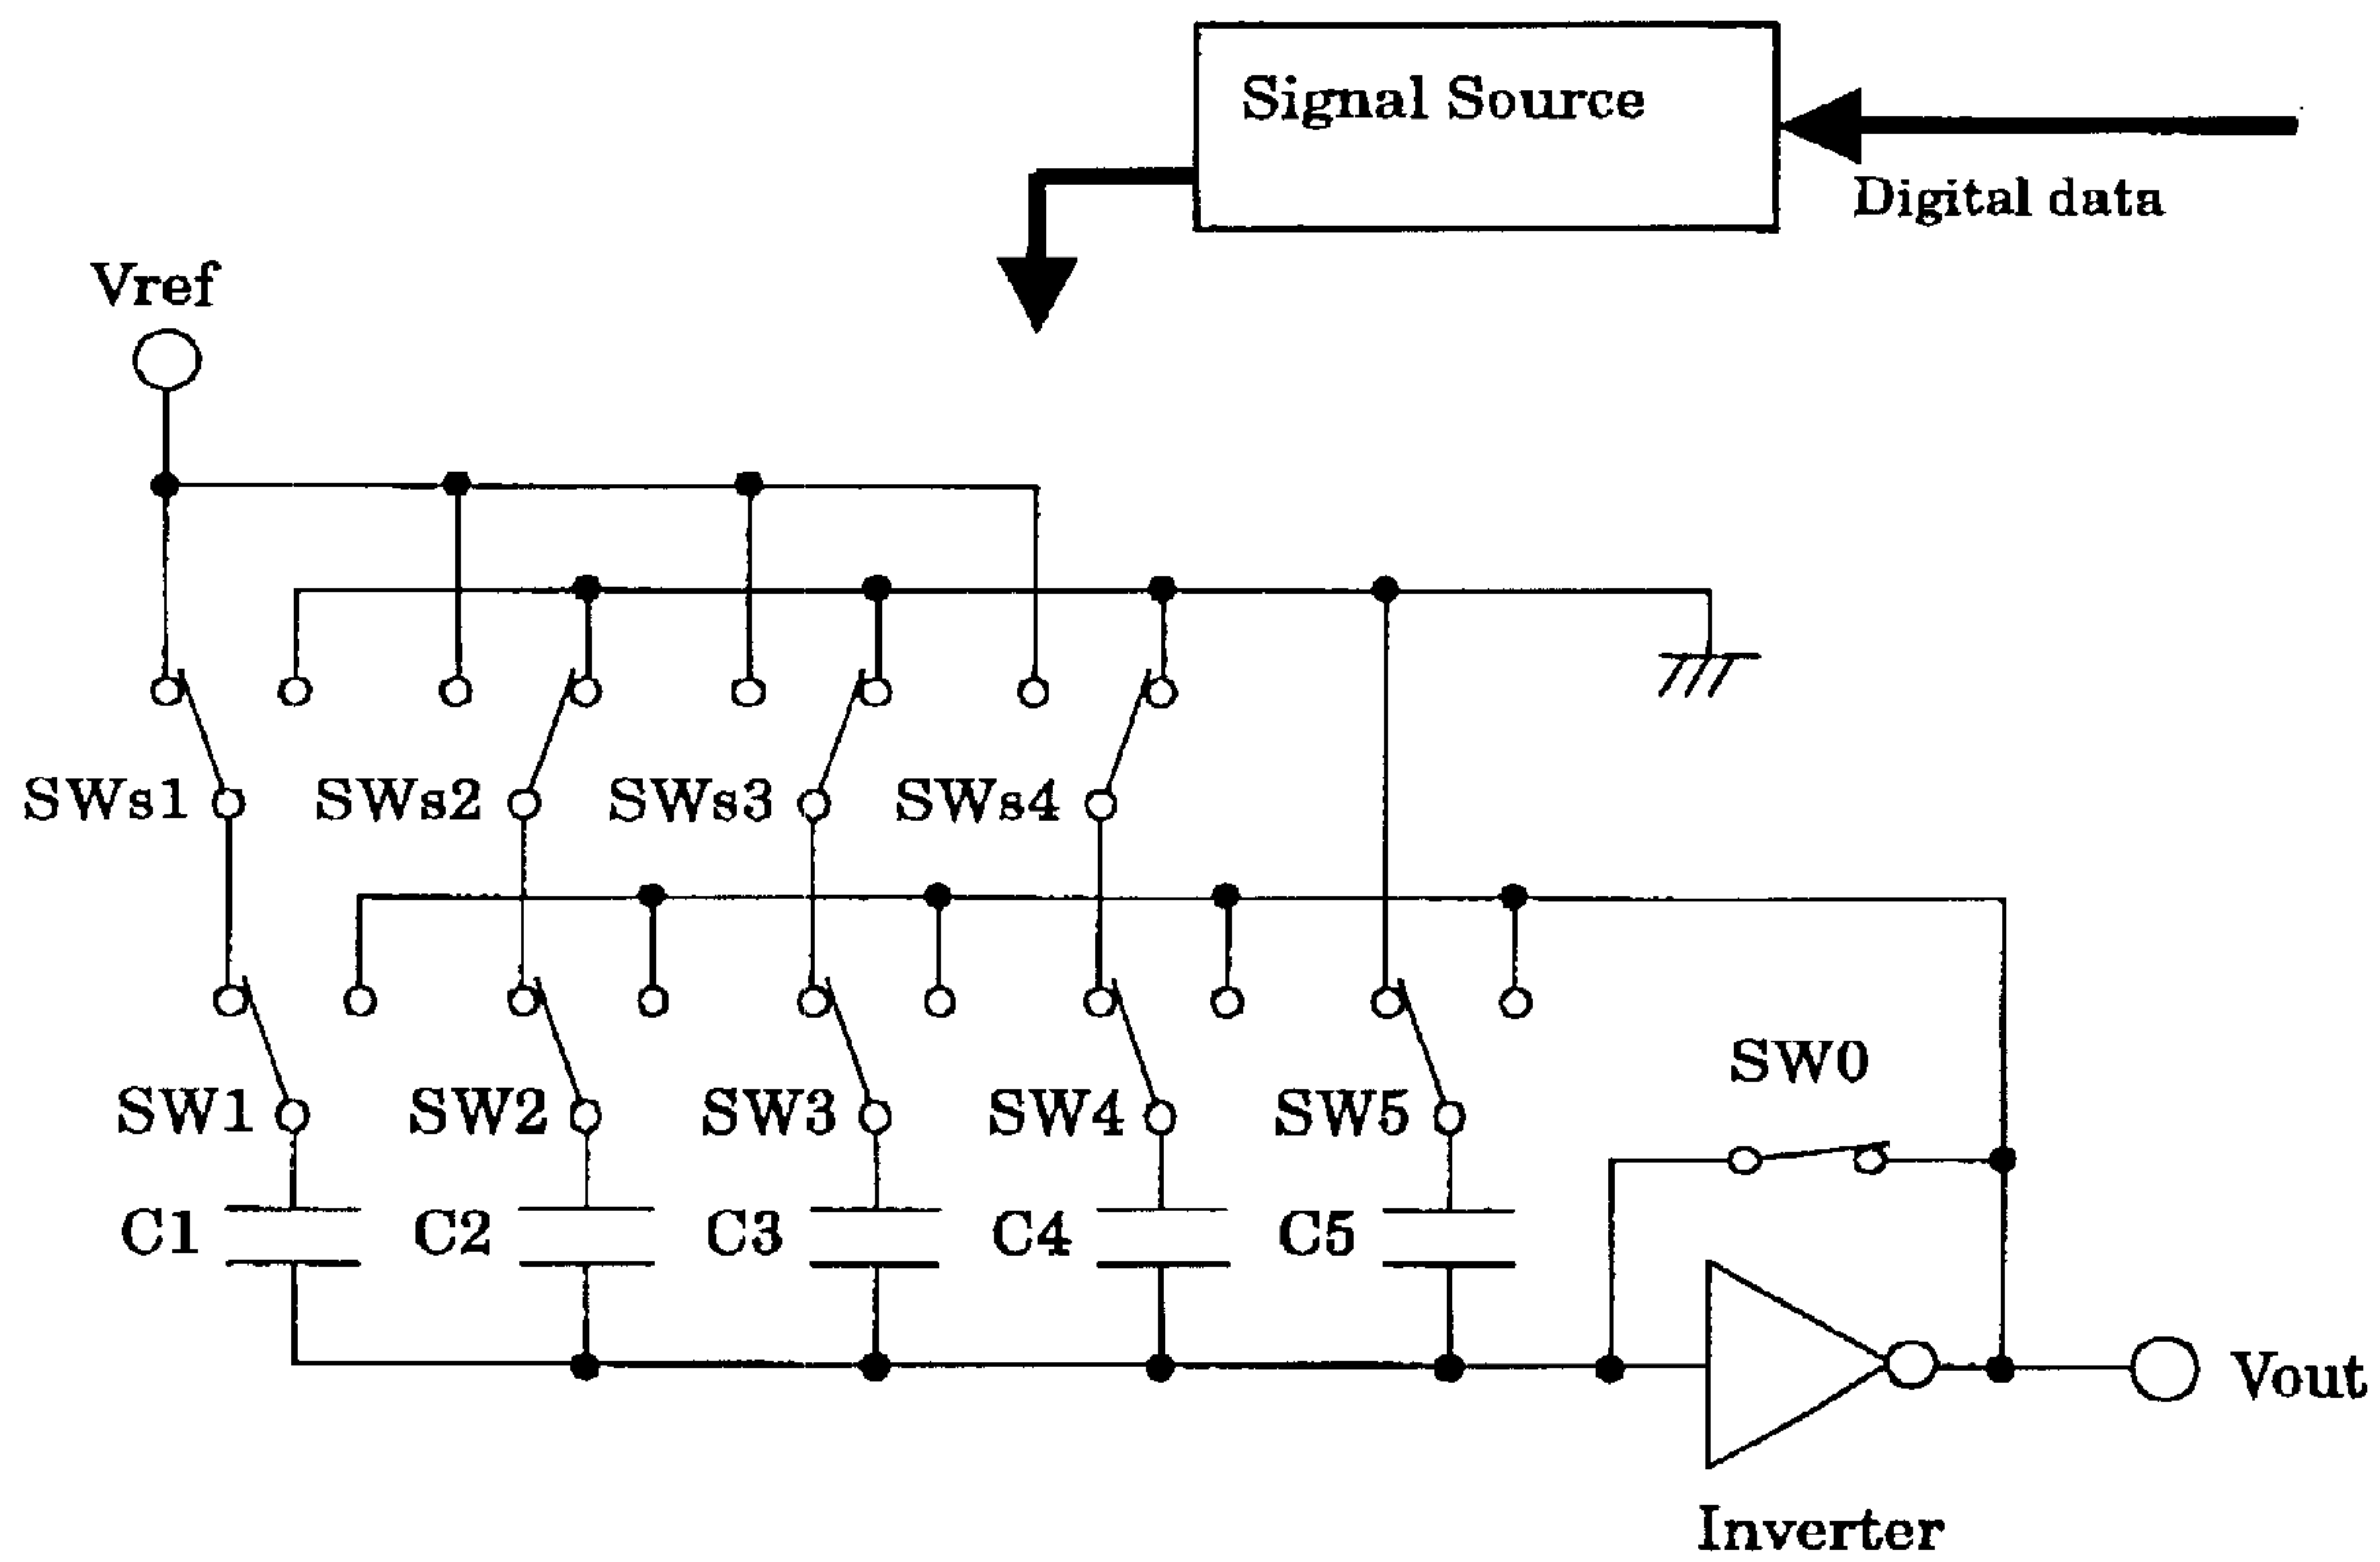 Signal Source
Digital data
Vref
SWs1
SWs2
SWs3
SWs4
SW0
SW1
SW2
SW3
SW4
SW5
C1
C2
C3
C4
C5
Vout
Inverter